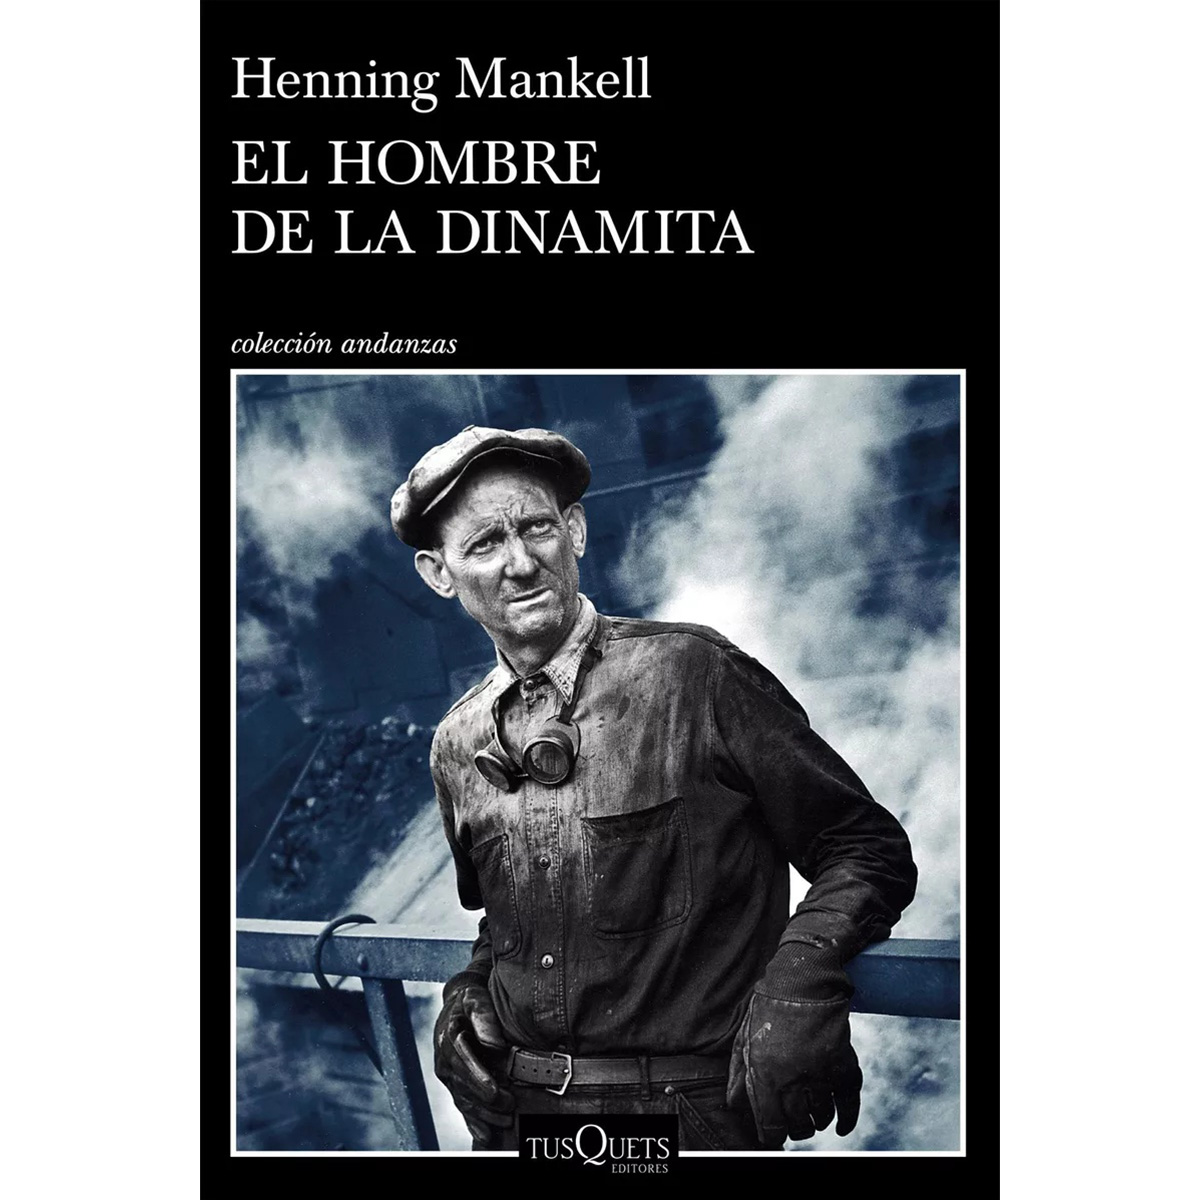 Henning Mankell
EL HOMBRE
DE LA DINAMITA
colección andanzas
TUSQUETS
EDITORES